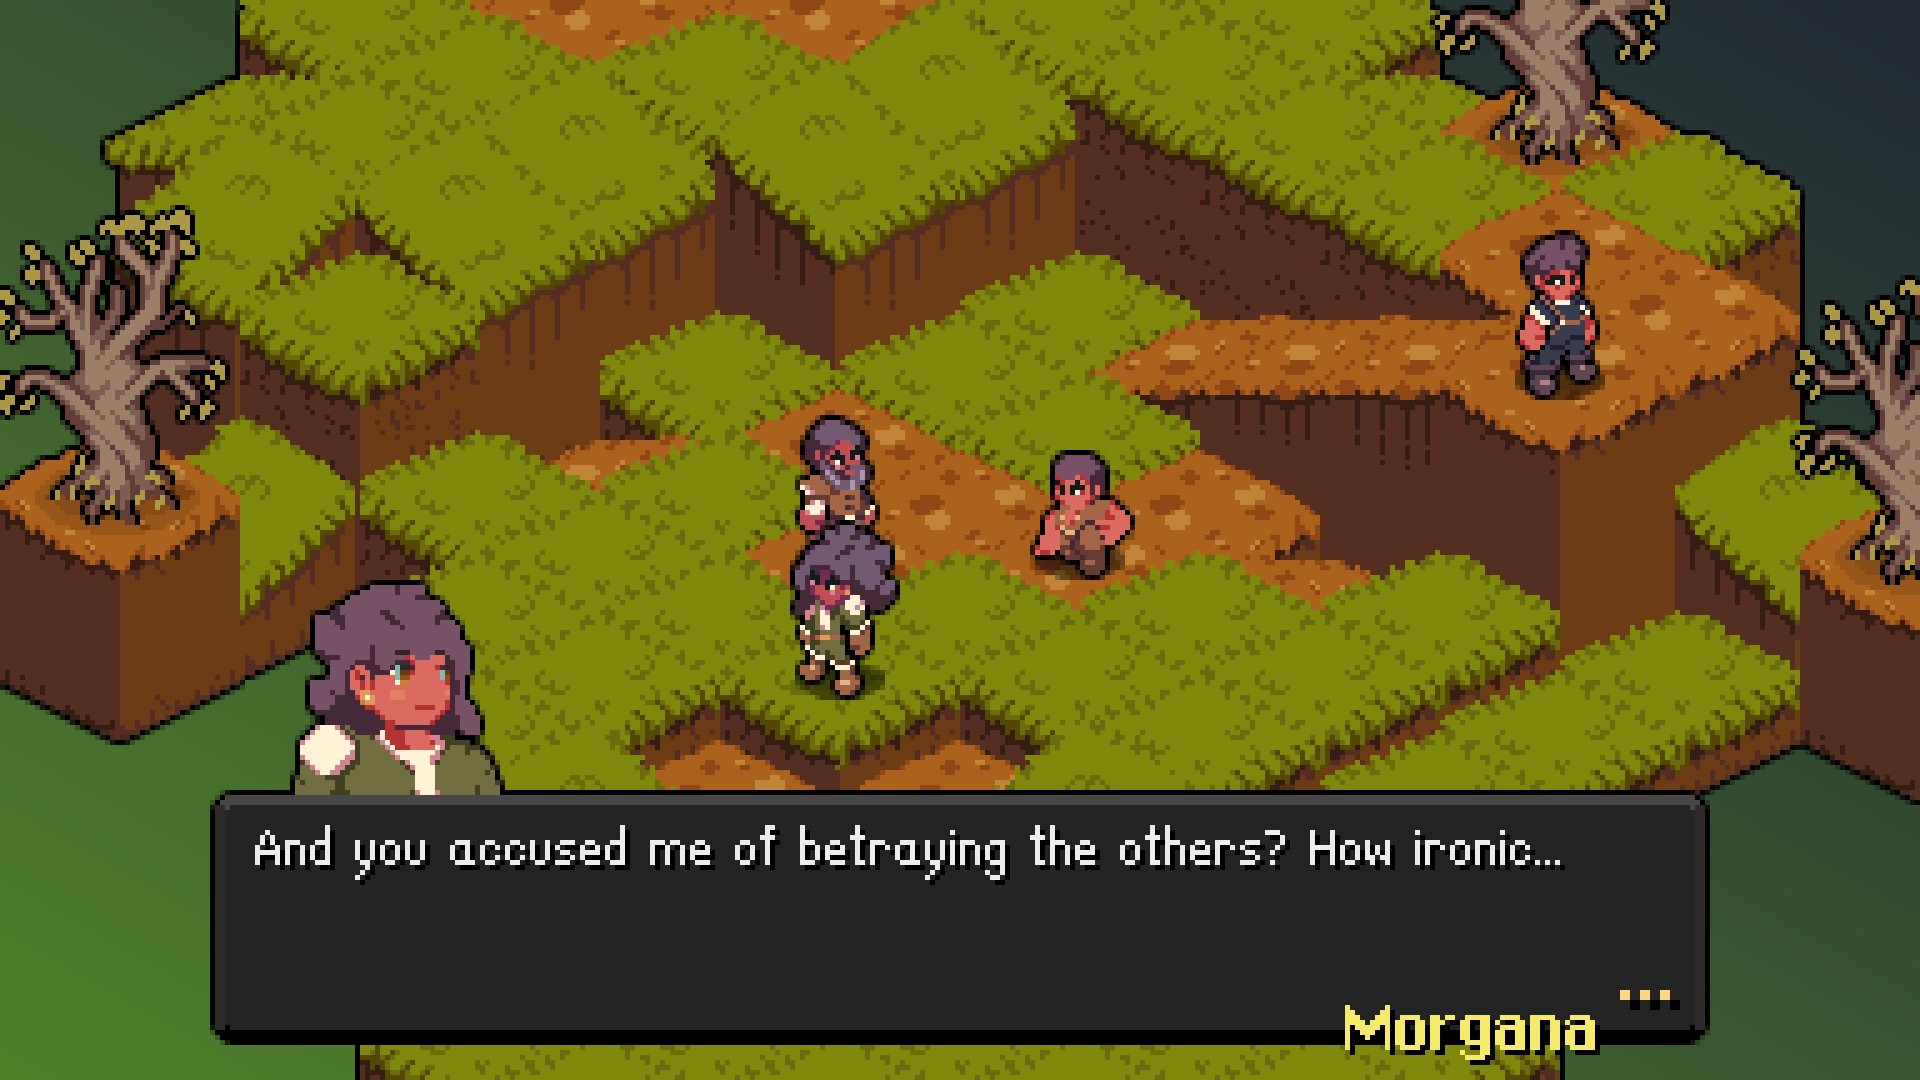 And you accused me of betraying the others? How ironic...
...
Morgana